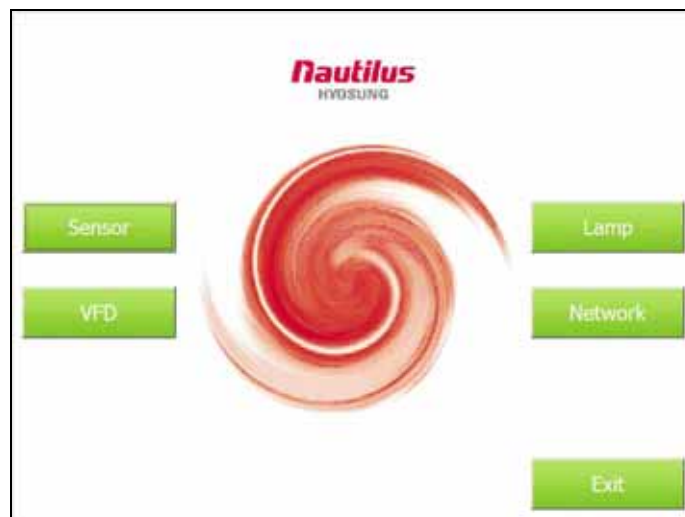 Nautilus
HYOSUNG
Sensor
Lamp
VFD
Network
Exit